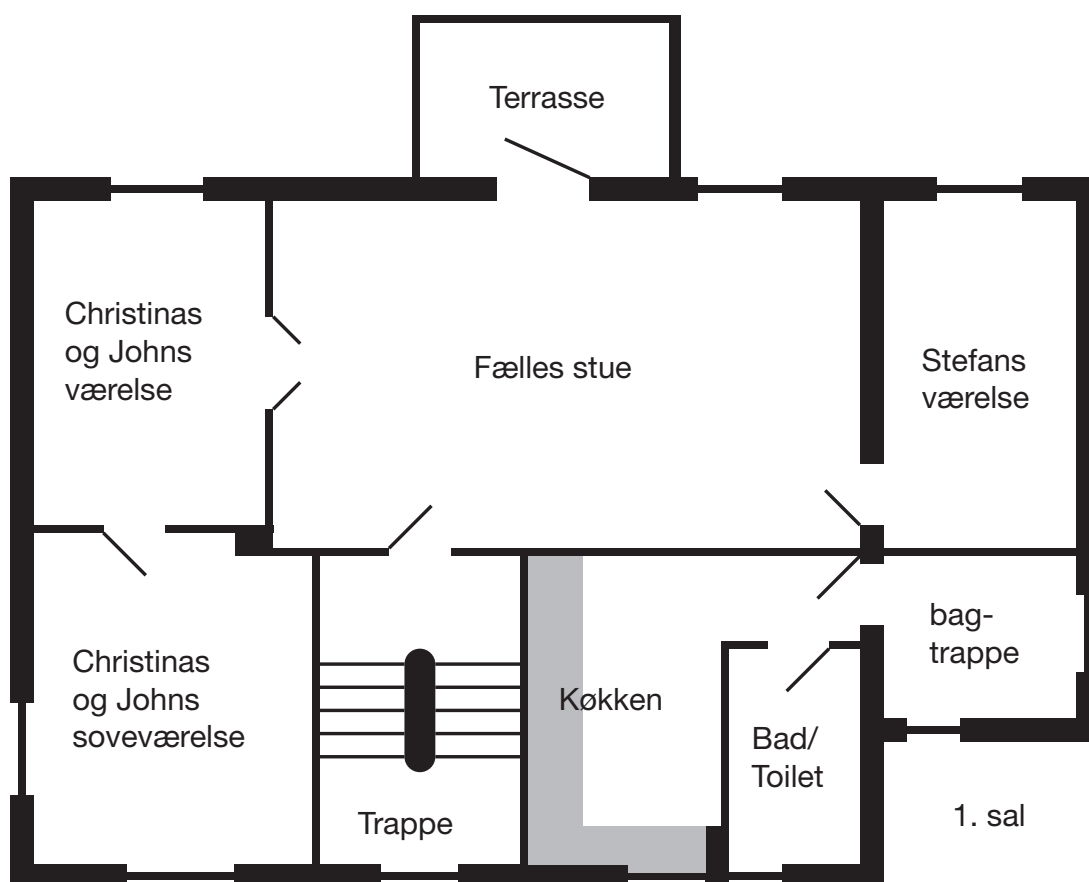 Terrasse
Christinas
og Johns
værelse
Fælles stue
Stefans
værelse
Christinas
og Johns
soveværelse
Trappe
Køkken
Bad/
Toilet
bag-
trappe
1. sal